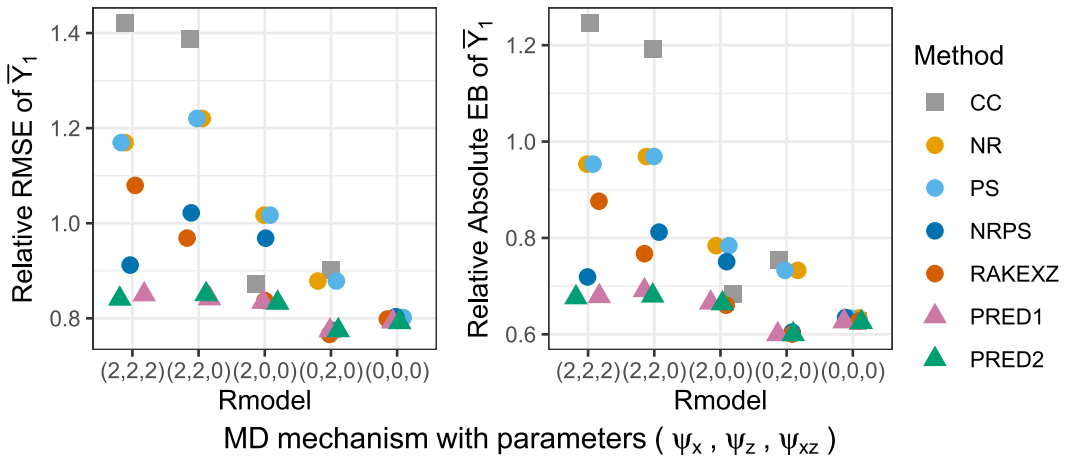 Relative RMSE of Y̅₁
1.4
1.2
1.0
0.8
(2,2,2) (2,2,0) (2,0,0) (0,2,0) (0,0,0)
Rmodel
Relative Absolute EB of Y̅₁
1.2
1.0
0.8
0.6
(2,2,2) (2,2,0) (2,0,0) (0,2,0) (0,0,0)
Rmodel
Method
CC
NR
PS
NRPS
RAKEXZ
PRED1
PRED2
MD mechanism with parameters ( ψₓ , ψz , ψxz )